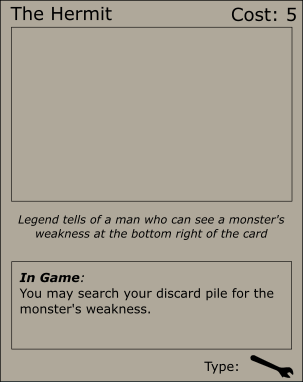 The Hermit Cost: 5
Legend tells of a man who can see a monster's
weakness at the bottom right of the card
In Game:
You may search your discard pile for the
monster's weakness.
Type: